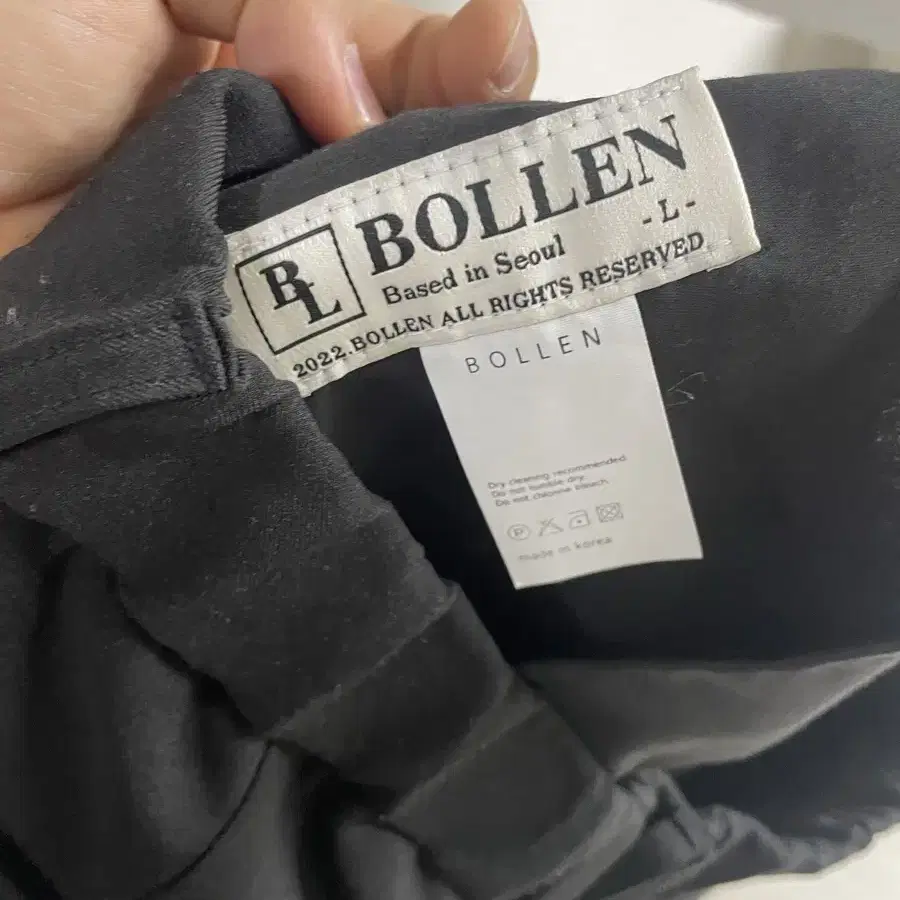 BL
BOLLEN
Based in Seoul
- L -
2022.BOLLEN ALL RIGHTS RESERVED
BOLLEN
Dry cleaning recommended.
Do not tumble dry.
Do not chlorine bleach.
P
made in korea